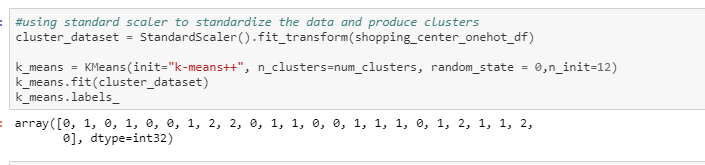 #using standard scaler to standardize the data and produce clusters
cluster_dataset = StandardScaler().fit_transform(shopping_center_onehot_df)
k_means = KMeans(init="k-means++", n_clusters=num_clusters, random_state = 0,n_init=12)
k_means.fit(cluster_dataset)
k_means.labels_
array([0, 1, 0, 1, 0, 0, 1, 2, 2, 0, 1, 1, 0, 0, 1, 1, 1, 0, 1, 2, 1, 1, 2,
0], dtype=int32)